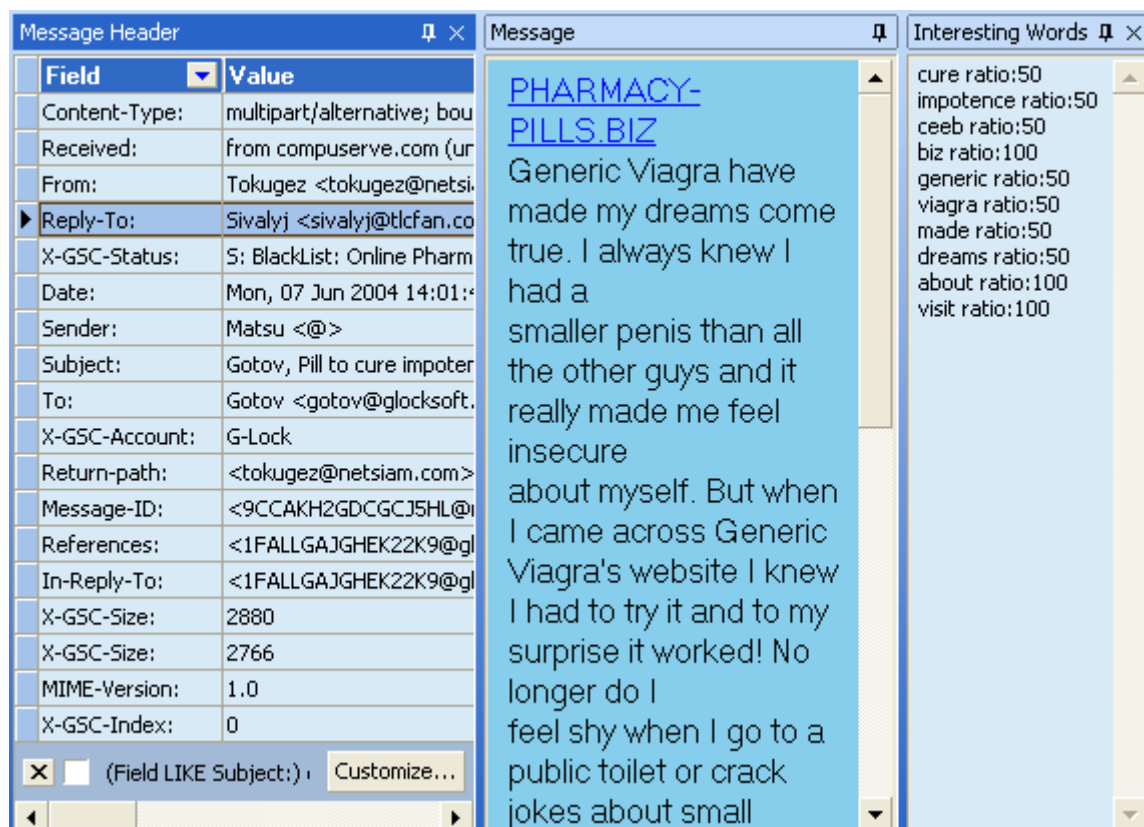 Message Header
Field Value
Content-Type: multipart/alternative; bou
Received: from compuserve.com (ur
From: Tokugez <tokugez@netsi
Reply-To: Sivalyj <sivalyj@tlcfan.co
X-GSC-Status: S: BlackList: Online Pharm
Date: Mon, 07 Jun 2004 14:01:
Sender: Matsu <@>
Subject: Gotov, Pill to cure impoter
To: Gotov <gotov@glocksoft.
X-GSC-Account: G-Lock
Return-path: <tokugez@netsiam.com>
Message-ID: <9CCAKH2GDCGCJ5HL@
References: <1FALLGAJGHEK22K9@gl
In-Reply-To: <1FALLGAJGHEK22K9@gl
X-GSC-Size: 2880
X-GSC-Size: 2766
MIME-Version: 1.0
X-GSC-Index: 0
(Field LIKE Subject:) Customize...
Message
PHARMACY-
PILLS.BIZ
Generic Viagra have
made my dreams come
true. I always knew I
had a
smaller penis than all
the other guys and it
really made me feel
insecure
about myself. But when
I came across Generic
Viagra's website I knew
I had to try it and to my
surprise it worked! No
longer do I
feel shy when I go to a
public toilet or crack
jokes about small
Interesting Words
cure ratio:50
impotence ratio:50
ceeb ratio:50
biz ratio:100
generic ratio:50
viagra ratio:50
made ratio:50
dreams ratio:50
about ratio:100
visit ratio:100